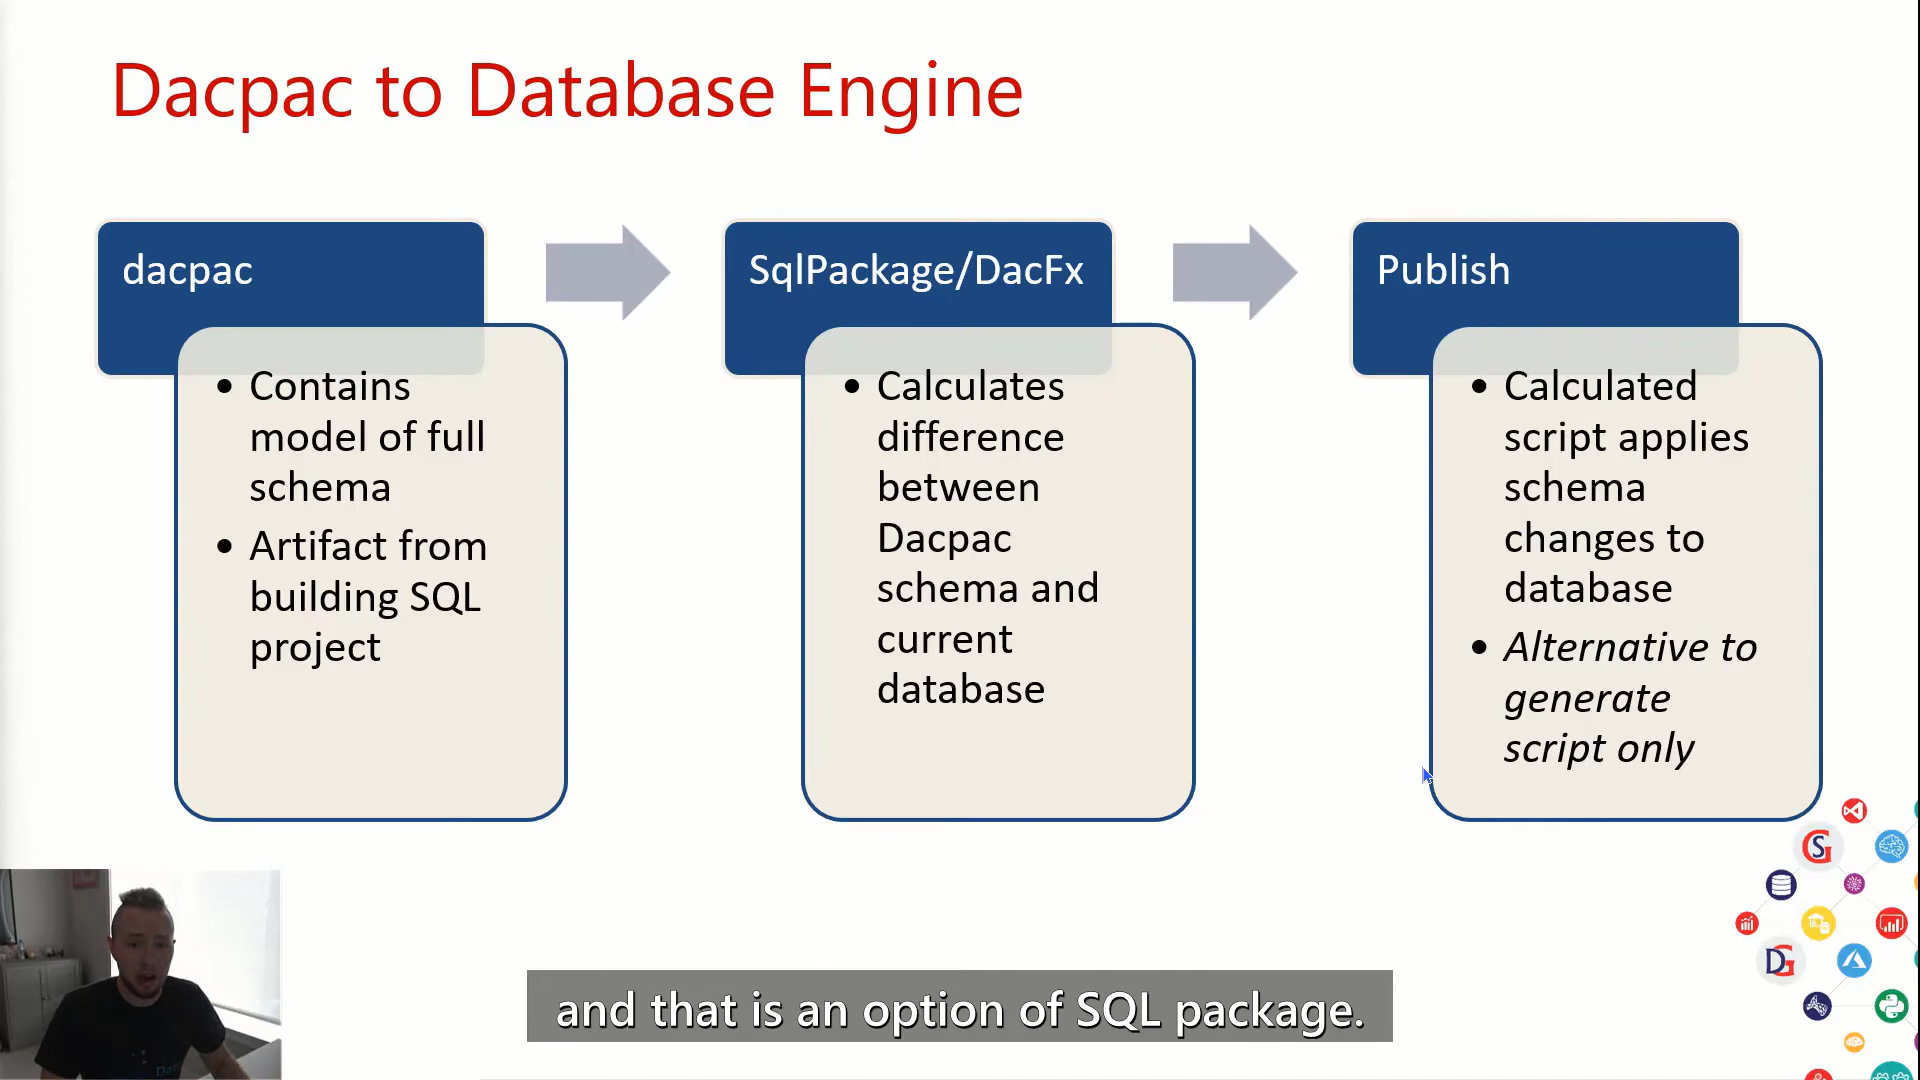 Dacpac to Database Engine
dacpac
• Contains
model of full
schema
• Artifact from
building SQL
project
SqlPackage/DacFx
• Calculates
difference
between
Dacpac
schema and
current
database
Publish
• Calculated
script applies
schema
changes to
database
• Alternative to
generate
script only
SG
DG
and that is an option of SQL package.